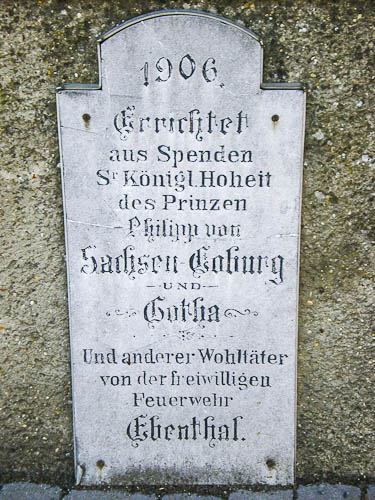 1906.
Errichtet
aus Spenden
Sr Königl. Hoheit
des Prinzen
Philipp von
Sachsen Coburg
UND
Gotha
Und anderer Wohltäter
von der freiwilligen
Feuerwehr
Ebenthal.